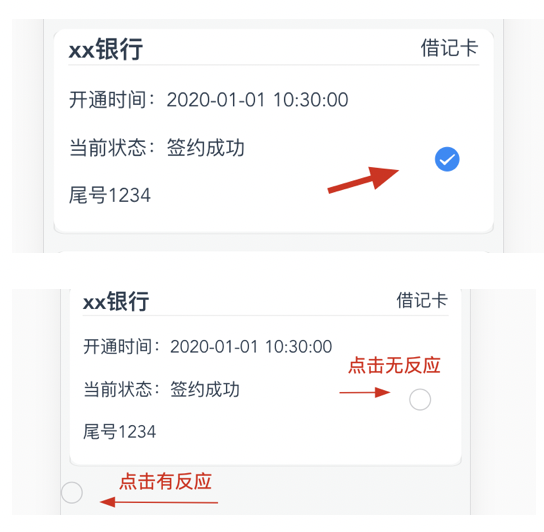 xx银行 借记卡
开通时间：2020-01-01 10:30:00
当前状态：签约成功
尾号1234
xx银行 借记卡
开通时间：2020-01-01 10:30:00
点击无反应
当前状态：签约成功
尾号1234
点击有反应